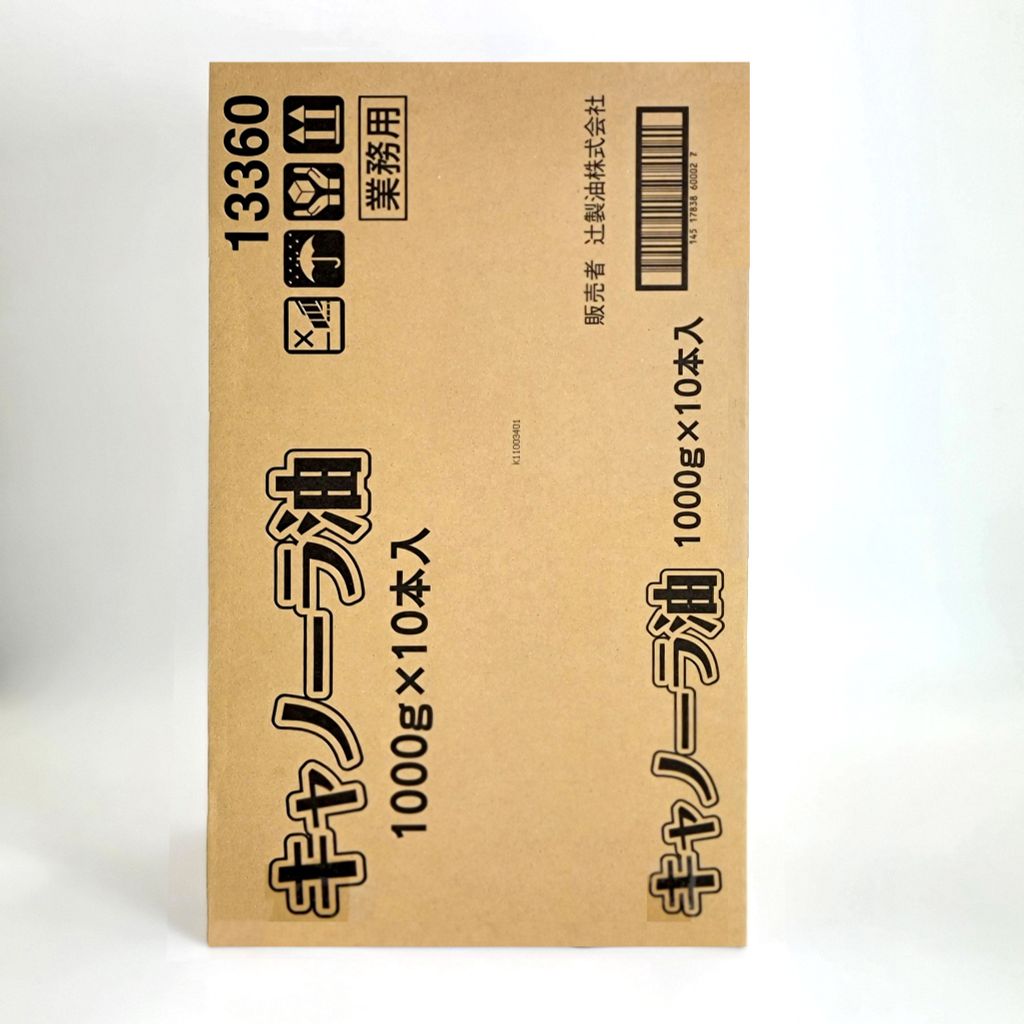 キャノーラ油
1000g×10本入
13360
業務用
K11003401
キャノーラ油
1000g×10本入
販売者 辻製油株式会社
145 17838 60002 7